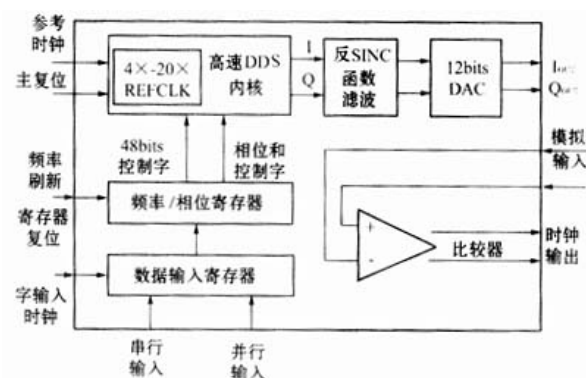 参考
时钟
主复位
4×-20×
REFCLK
高速DDS
内核
I
Q
反SINC
函数
滤波
12bits
DAC
Iout
Qout
48bits
控制字
相位和
控制字
模拟
输入
频率
刷新
寄存器
复位
频率/相位寄存器
+
-
比较器
时钟
输出
字输入
时钟
数据输入寄存器
串行
输入
并行
输入